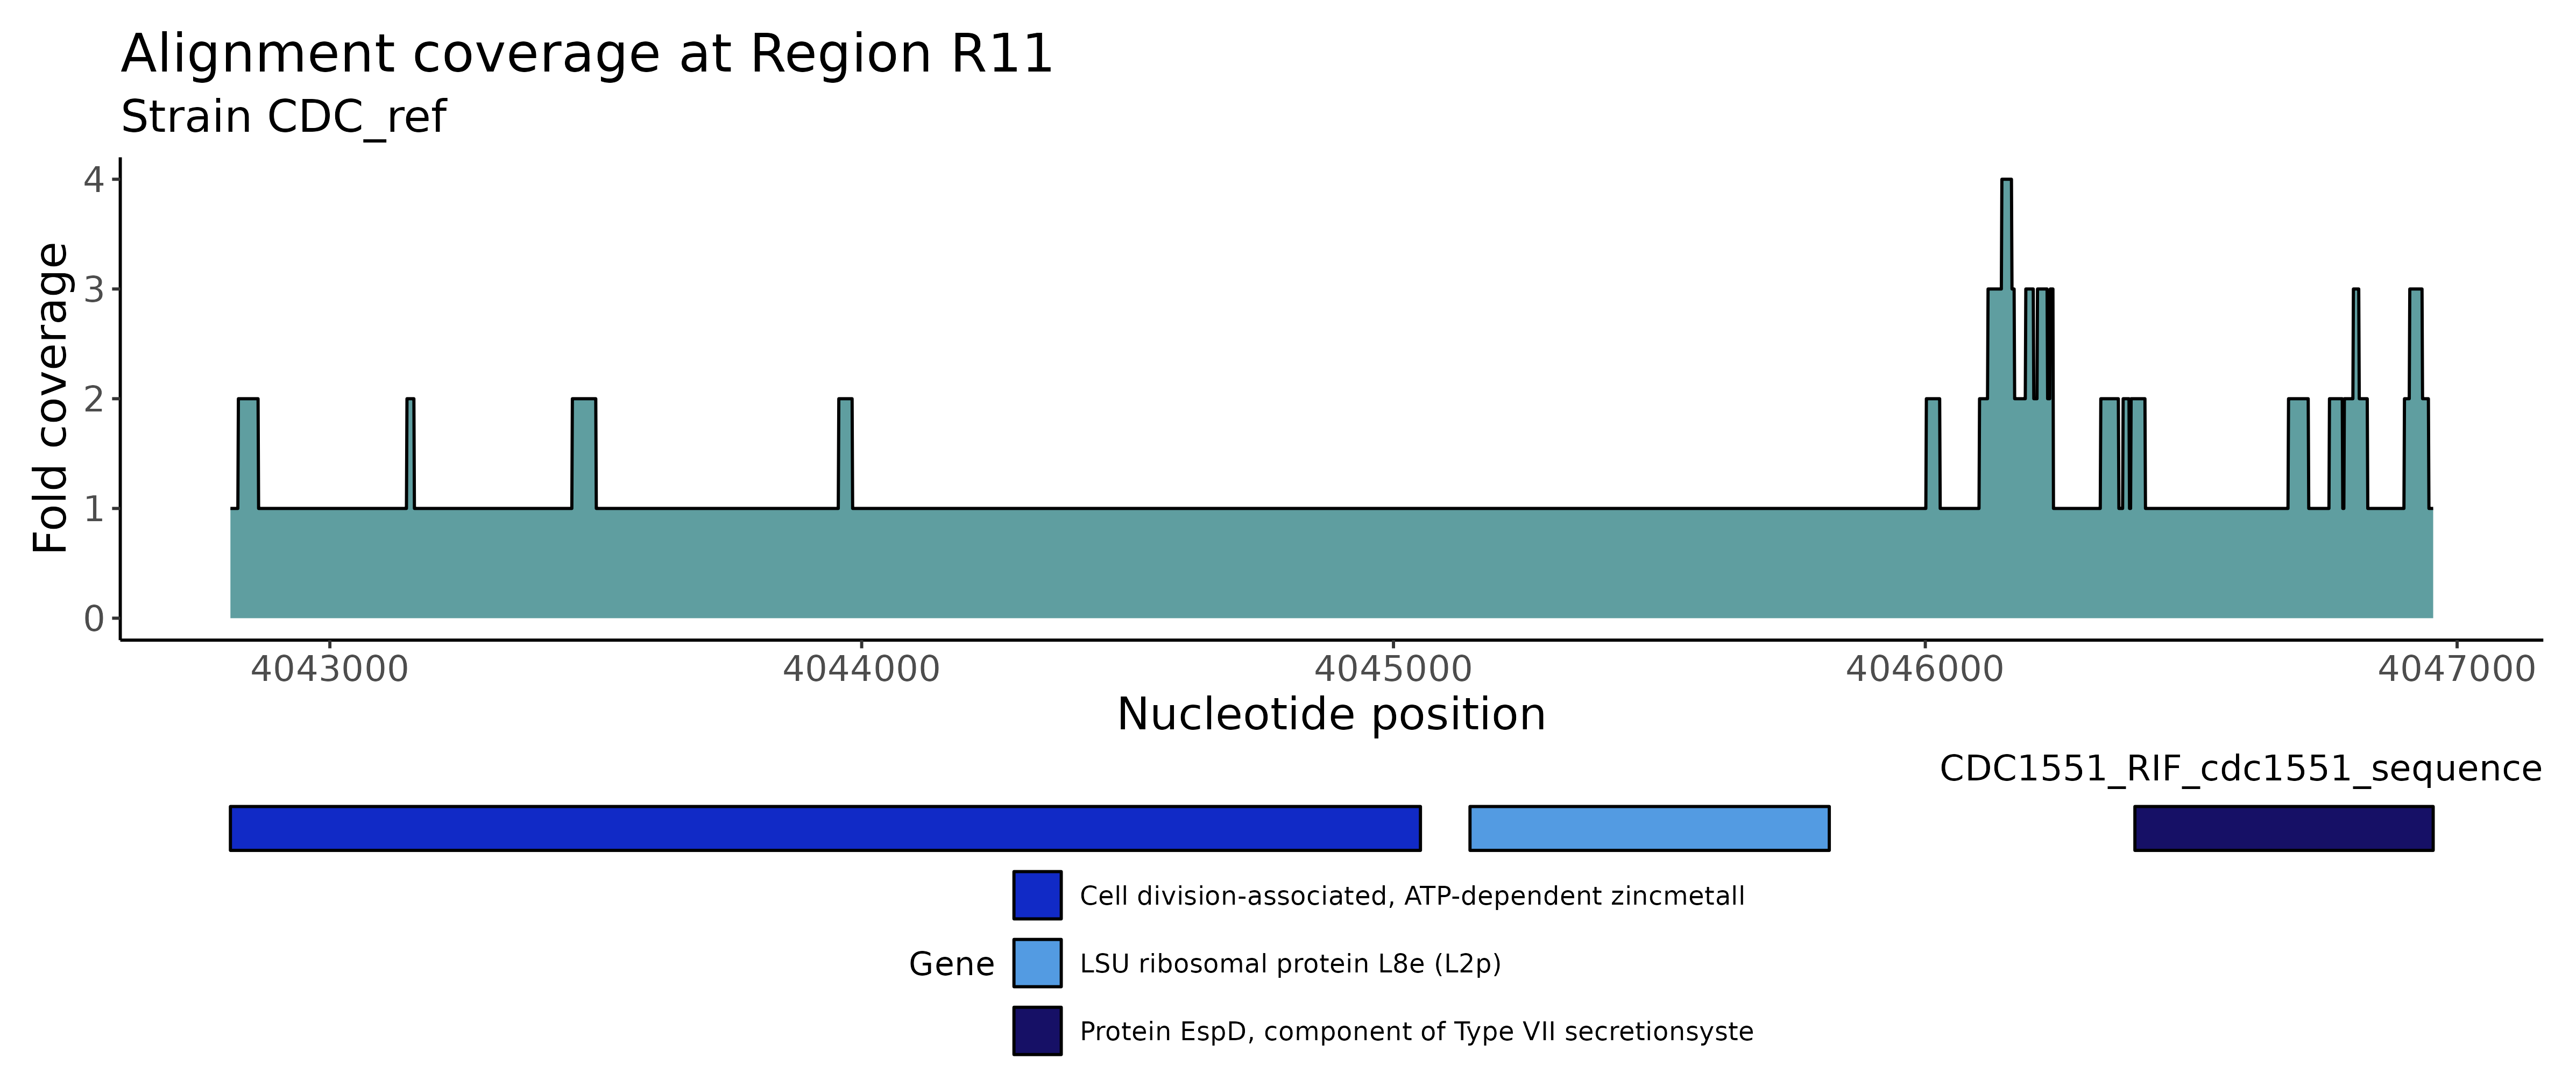 Alignment coverage at Region R11
Strain CDC_ref
Fold coverage
4
3
2
1
0
4043000 4044000 4045000 4046000 4047000
Nucleotide position
CDC1551_RIF_cdc1551_sequence
Gene
Cell division-associated, ATP-dependent zincmetall
LSU ribosomal protein L8e (L2p)
Protein EspD, component of Type VII secretionsyste